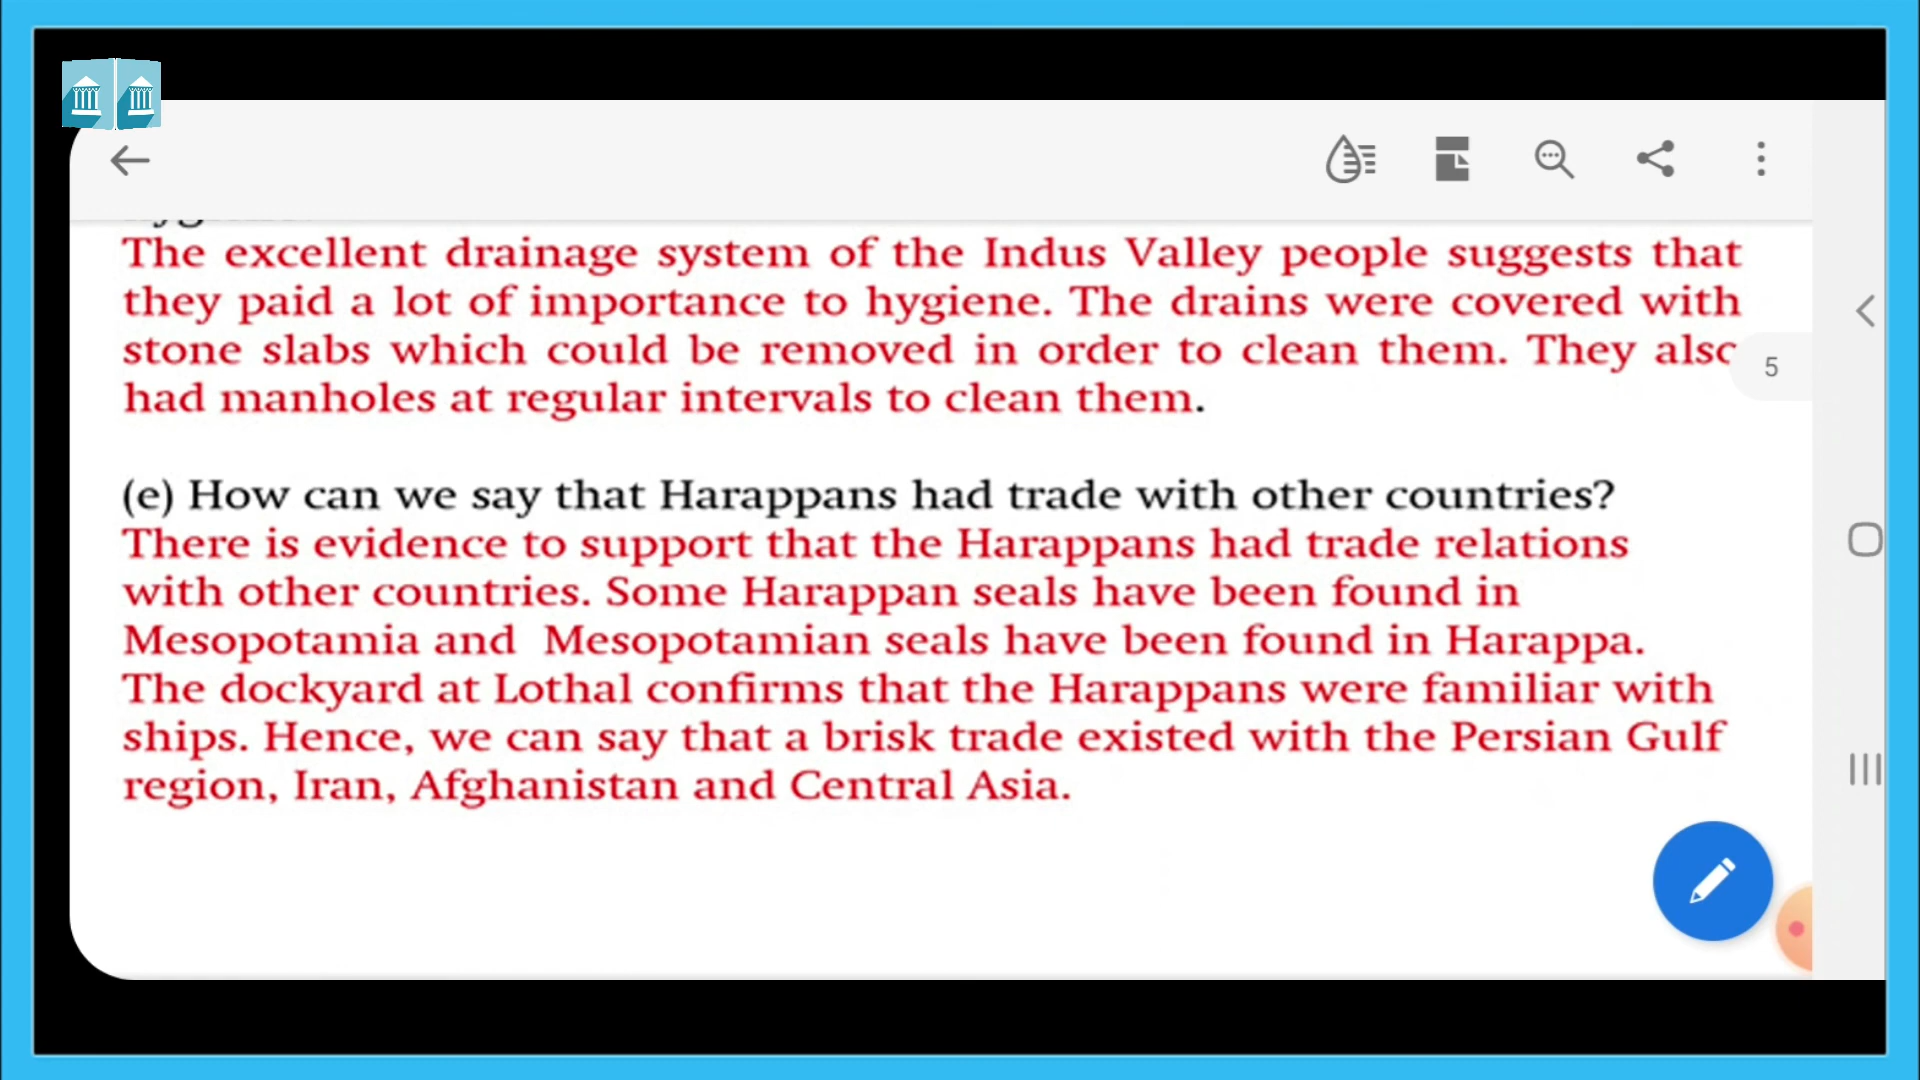 The excellent drainage system of the Indus Valley people suggests that
they paid a lot of importance to hygiene. The drains were covered with
stone slabs which could be removed in order to clean them. They also
5
had manholes at regular intervals to clean them.
(e) How can we say that Harappans had trade with other countries?
There is evidence to support that the Harappans had trade relations
with other countries. Some Harappan seals have been found in
Mesopotamia and Mesopotamian seals have been found in Harappa.
The dockyard at Lothal confirms that the Harappans were familiar with
ships. Hence, we can say that a brisk trade existed with the Persian Gulf
region, Iran, Afghanistan and Central Asia.